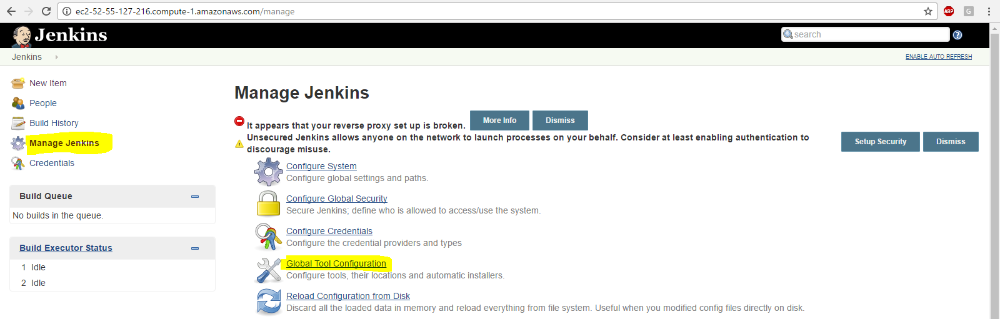 ec2-52-55-127-216.compute-1.amazonaws.com/manage
ABP
G
Jenkins
search
Jenkins
ENABLE AUTO REFRESH
New Item
People
Build History
Manage Jenkins
Credentials
Build Queue
No builds in the queue.
Build Executor Status
1 Idle
2 Idle
Manage Jenkins
It appears that your reverse proxy set up is broken. More Info Dismiss
Unsecured Jenkins allows anyone on the network to launch processes on your behalf. Consider at least enabling authentication to
discourage misuse.
Setup Security Dismiss
Configure System
Configure global settings and paths.
Configure Global Security
Secure Jenkins; define who is allowed to access/use the system.
Configure Credentials
Configure the credential providers and types
Global Tool Configuration
Configure tools, their locations and automatic installers.
Reload Configuration from Disk
Discard all the loaded data in memory and reload everything from file system. Useful when you modified config files directly on disk.